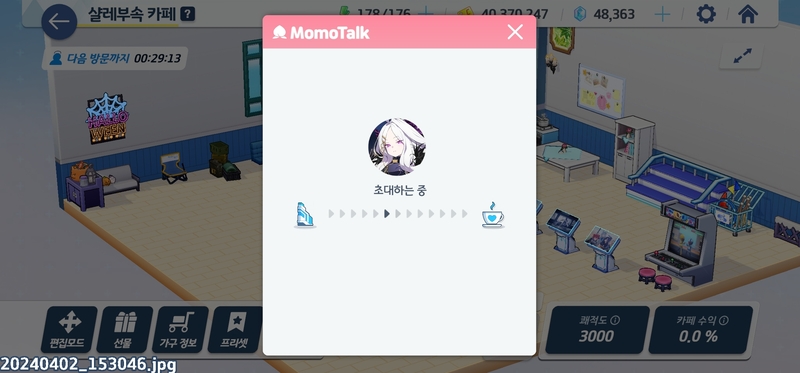 샬레부속 카페 ?
178/176
40,370,247
48,363
MomoTalk
다음 방문까지 00:29:13
HALLO
WEEN
초대하는 중
편집모드
선물
가구 정보
프리셋
쾌적도
3000
카페 수익
0.0 %
20240402_153046.jpg